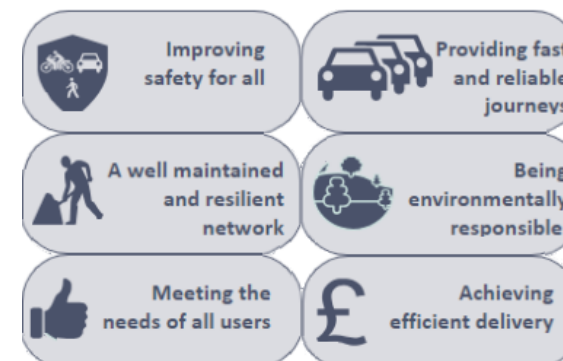 Improving
safety for all
Providing fast
and reliable
journeys
A well maintained
and resilient
network
Being
environmentally
responsible
Meeting the
needs of all users
£
Achieving
efficient delivery